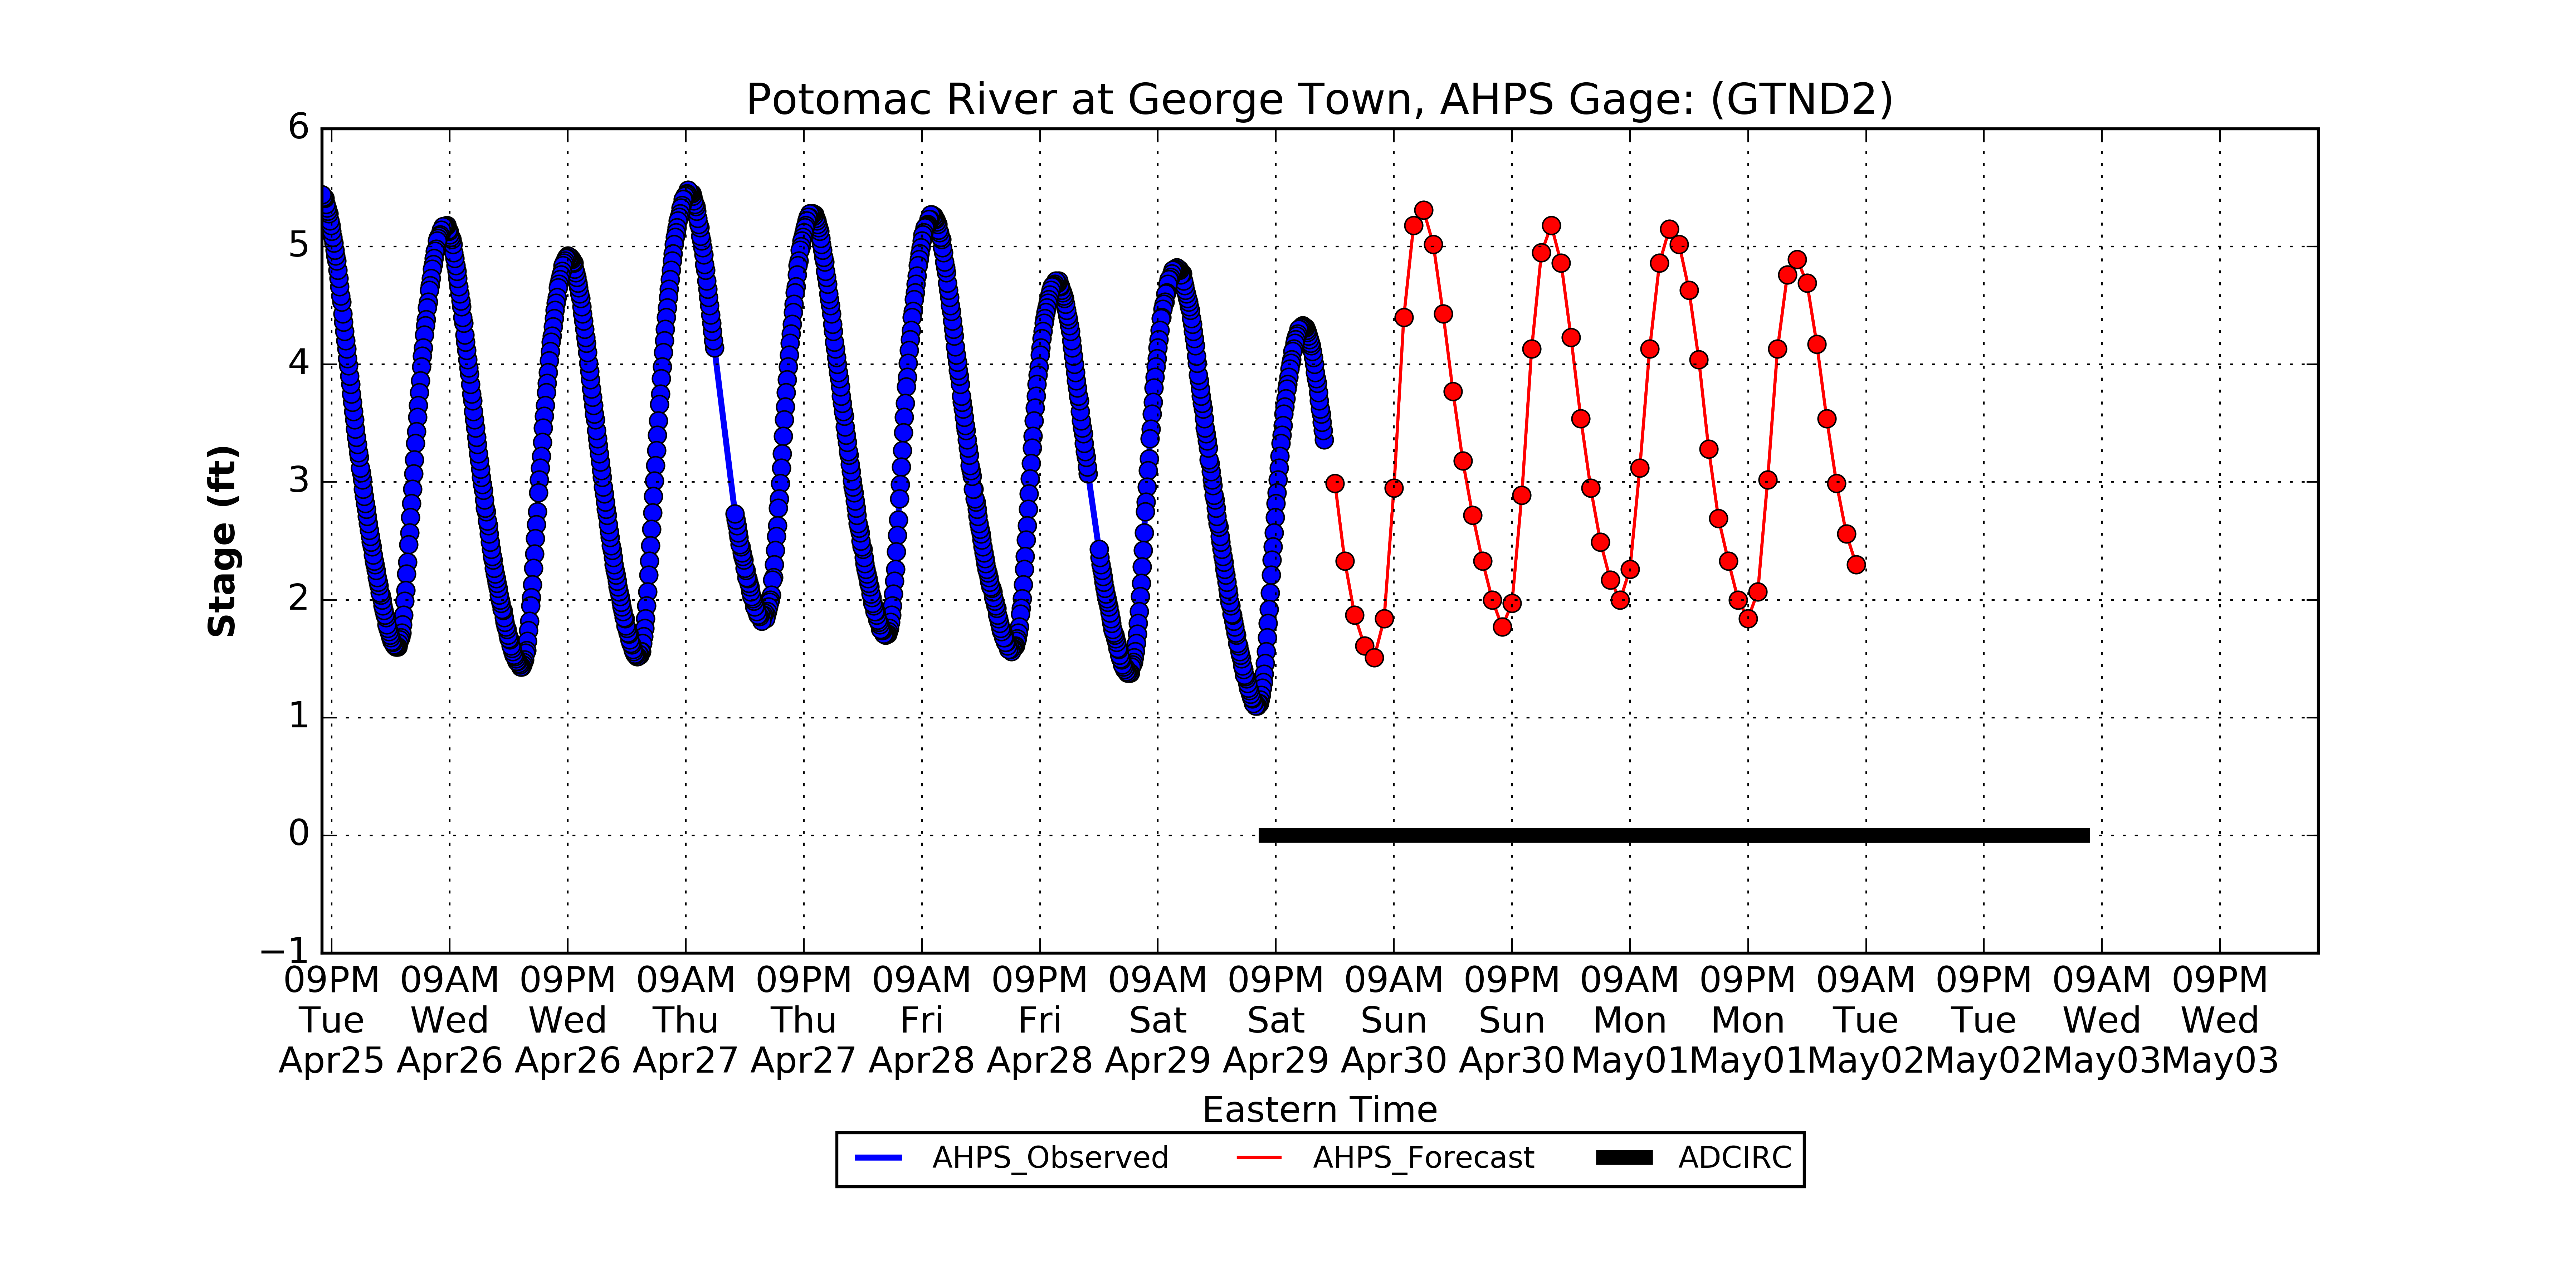 Potomac River at George Town, AHPS Gage: (GTND2)
6
5
4
3
2
1
0
−1
Stage (ft)
09PM 09AM 09PM 09AM 09PM 09AM 09PM 09AM 09PM 09AM 09PM 09AM 09PM 09AM 09PM 09AM 09PM
Tue Wed Wed Thu Thu Fri Fri Sat Sat Sun Sun Mon Mon Tue Tue Wed Wed
Apr25 Apr26 Apr26 Apr27 Apr27 Apr28 Apr28 Apr29 Apr29 Apr30 Apr30 May01 May01 May02 May02 May03 May03
Eastern Time
AHPS_Observed AHPS_Forecast ADCIRC